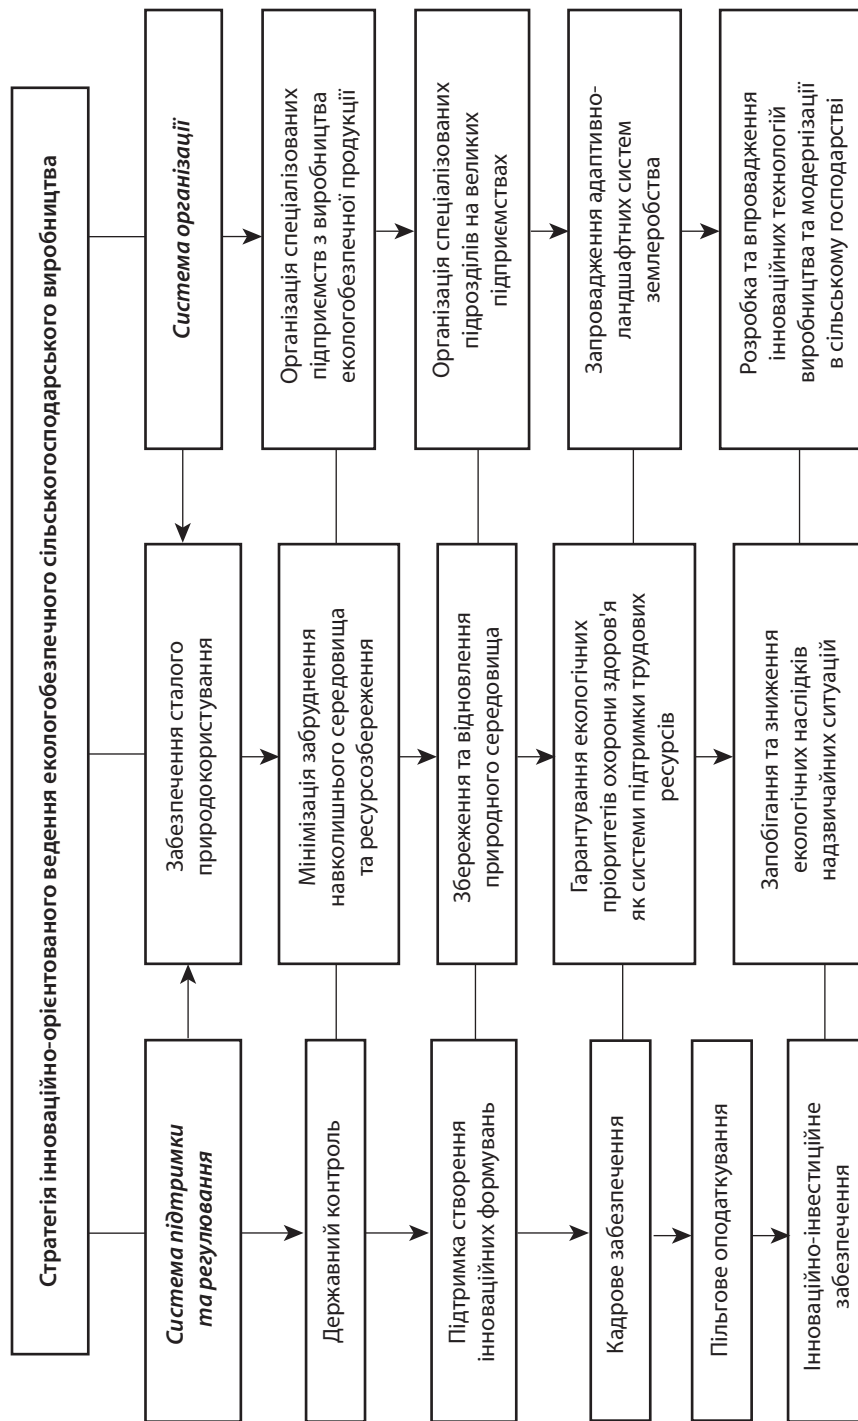 Стратегія інноваційно-орієнтованого ведення екологобезпечного сільськогосподарського виробництва
Система підтримки
та регулювання
Державний контроль
Підтримка створення
інноваційних формувань
Кадрове забезпечення
Пільгове оподаткування
Інноваційно-інвестиційне
забезпечення
Забезпечення сталого
природокористування
Мінімізація забруднення
навколишнього середовища
та ресурсозбереження
Збереження та відновлення
природного середовища
Гарантування екологічних
пріоритетів охорони здоров'я
як системи підтримки трудових
ресурсів
Запобігання та зниження
екологічних наслідків
надзвичайних ситуацій
Система організації
Організація спеціалізованих
підприємств з виробництва
екологобезпечної продукції
Організація спеціалізованих
підрозділів на великих
підприємствах
Запровадження адаптивно-
ландшафтних систем
землеробства
Розробка та впровадження
інноваційних технологій
виробництва та модернізації
в сільському господарстві